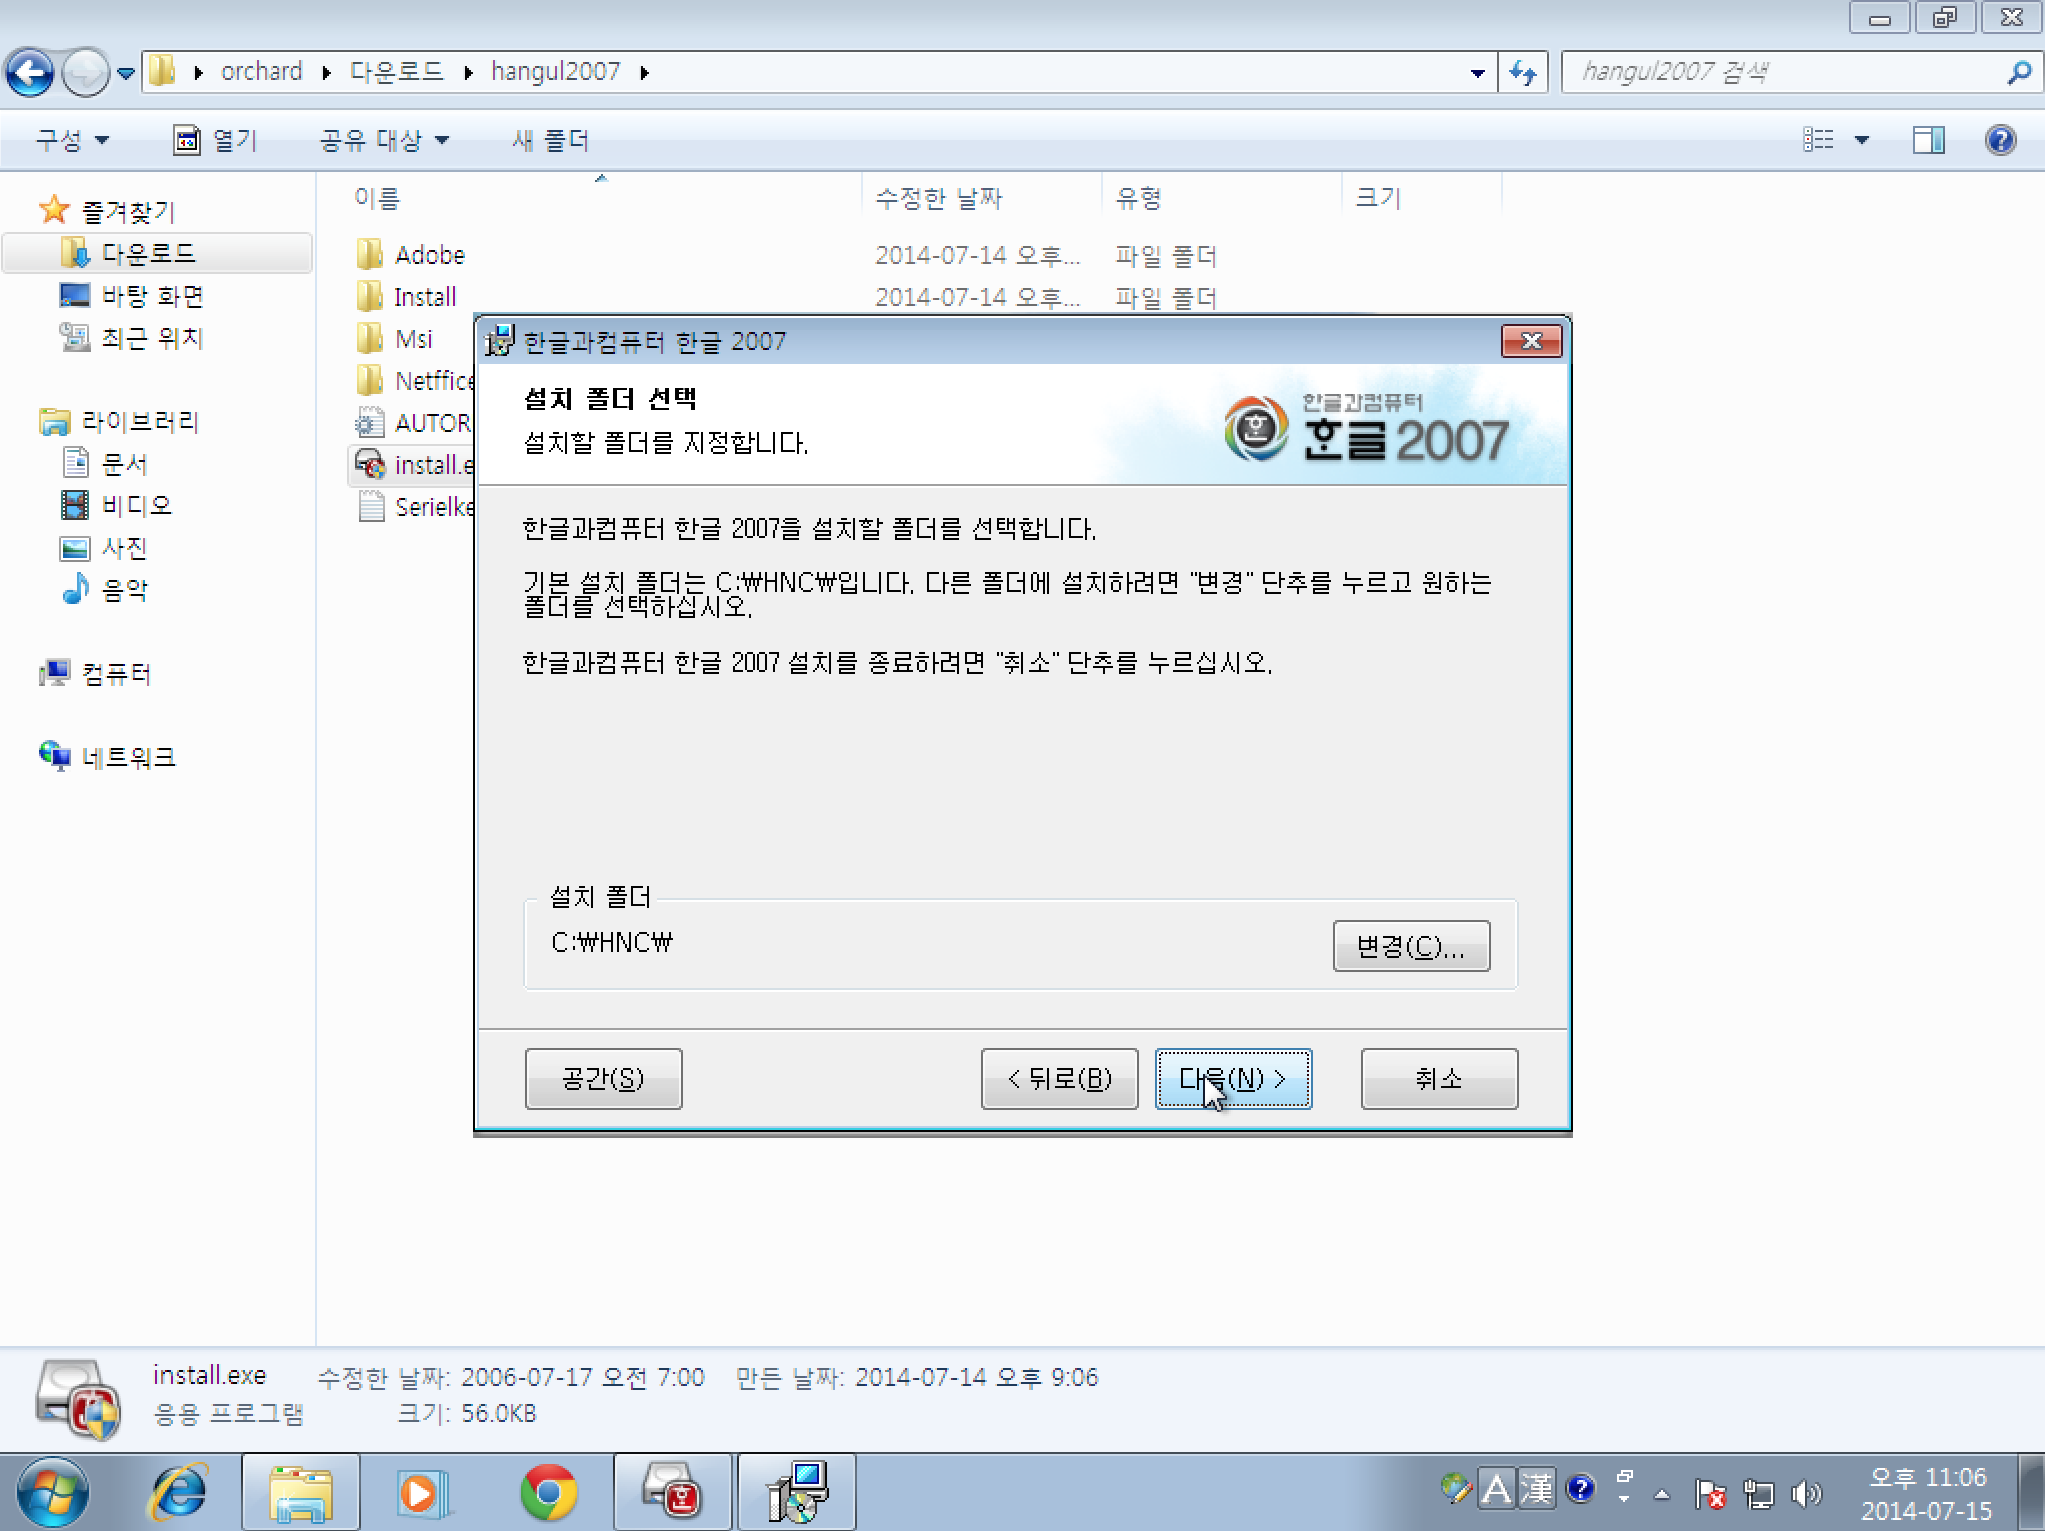 orchard 다운로드 hangul2007
hangul2007 검색
구성 열기 공유 대상 새 폴더
이름 수정한 날짜 유형 크기
즐겨찾기
다운로드
바탕 화면
최근 위치
라이브러리
문서
비디오
사진
음악
컴퓨터
네트워크
Adobe 2014-07-14 오후... 파일 폴더
Install 2014-07-14 오후... 파일 폴더
Msi
Netffice
AUTOR
install.e
Serielke
한글과컴퓨터 한글 2007
설치 폴더 선택
설치할 폴더를 지정합니다.
한글과컴퓨터
한글 2007
한글과컴퓨터 한글 2007을 설치할 폴더를 선택합니다.
기본 설치 폴더는 C:₩HNC₩입니다. 다른 폴더에 설치하려면 "변경" 단추를 누르고 원하는
폴더를 선택하십시오.
한글과컴퓨터 한글 2007 설치를 종료하려면 "취소" 단추를 누르십시오.
설치 폴더
C:₩HNC₩
변경(C)...
공간(S) < 뒤로(B) 다음(N) > 취소
install.exe 수정한 날짜: 2006-07-17 오전 7:00 만든 날짜: 2014-07-14 오후 9:06
응용 프로그램 크기: 56.0KB
A 漢
오후 11:06
2014-07-15